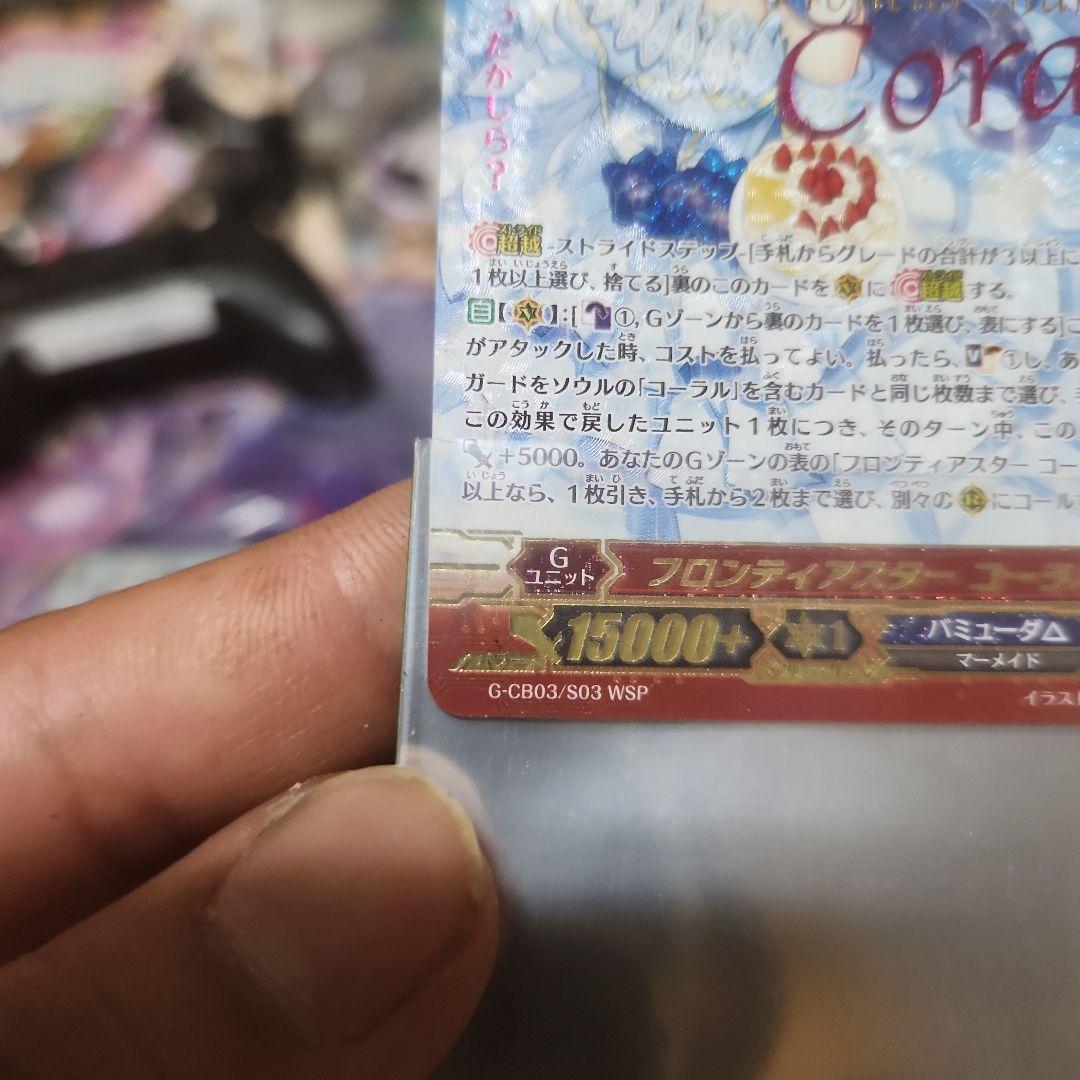 ったかしら？
Cora
超越-ストライドステップ-[手札からグレードの合計が3以上に
1枚以上選び、捨てる]裏のこのカードを に 超越する。
【 】:[ ①, Gゾーンから裏のカードを1枚選び、表にする]こ
がアタックした時、コストを払ってよい。払ったら、 ①し、あ
ガードをソウルの「コーラル」を含むカードと同じ枚数まで選び、
この効果で戻したユニット1枚につき、そのターン中、この
+5000。あなたのGゾーンの表の「フロンティアスター コー
以上なら、1枚引き、手札から2枚まで選び、別々の にコール
G
ユニット
フロンティアスター コーラ
15000+
1
バミューダ△
マーメイド
G-CB03/S03 WSP
イラスト